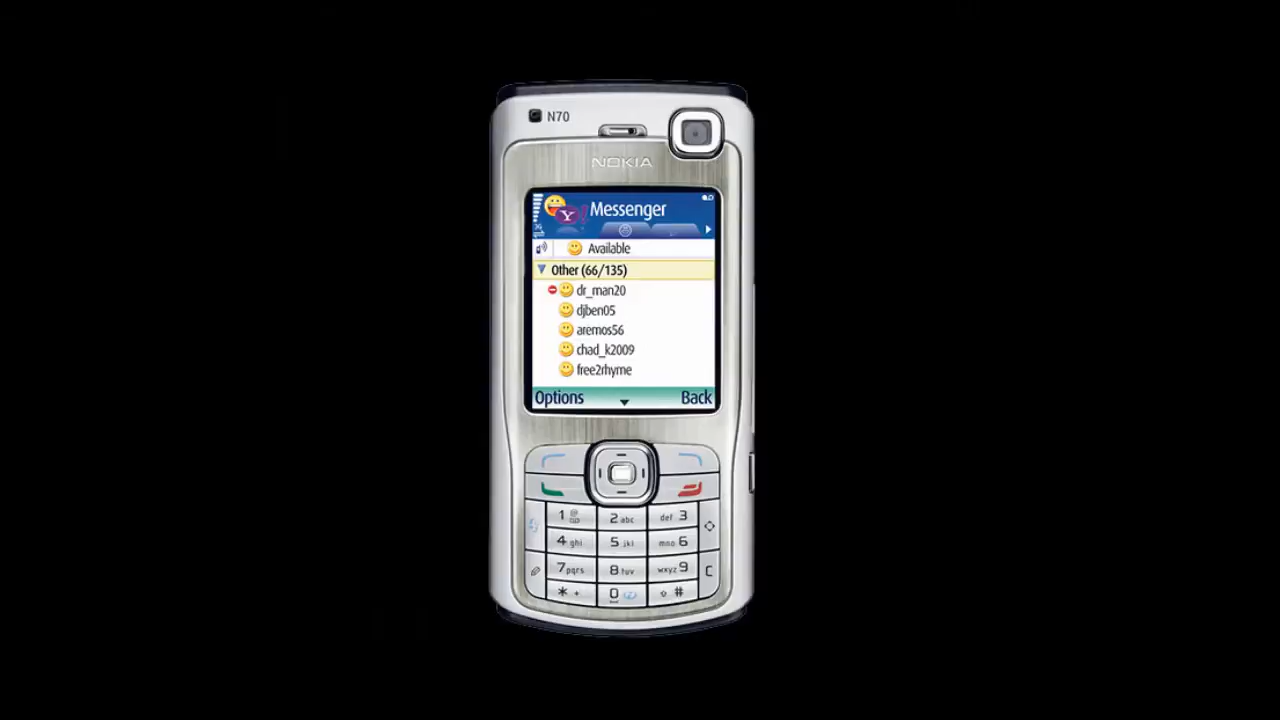 N70
NOKIA
Y! Messenger
3G
Available
Other (66/135)
dr_man20
djben05
aremos56
chad_k2009
free2rhyme
Options Back
1 @ 2 abc def 3
4 ghi 5 jkl mno 6
7 pqrs 8 tuv wxyz 9 C
* + 0 #